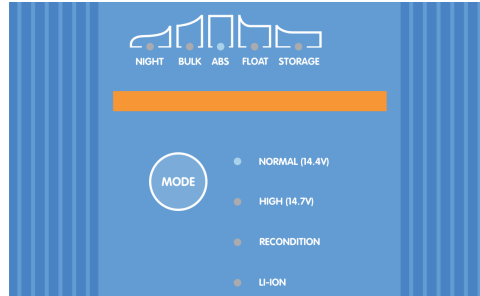 NIGHT BULK ABS FLOAT STORAGE
MODE
NORMAL (14.4V)
HIGH (14.7V)
RECONDITION
LI-ION